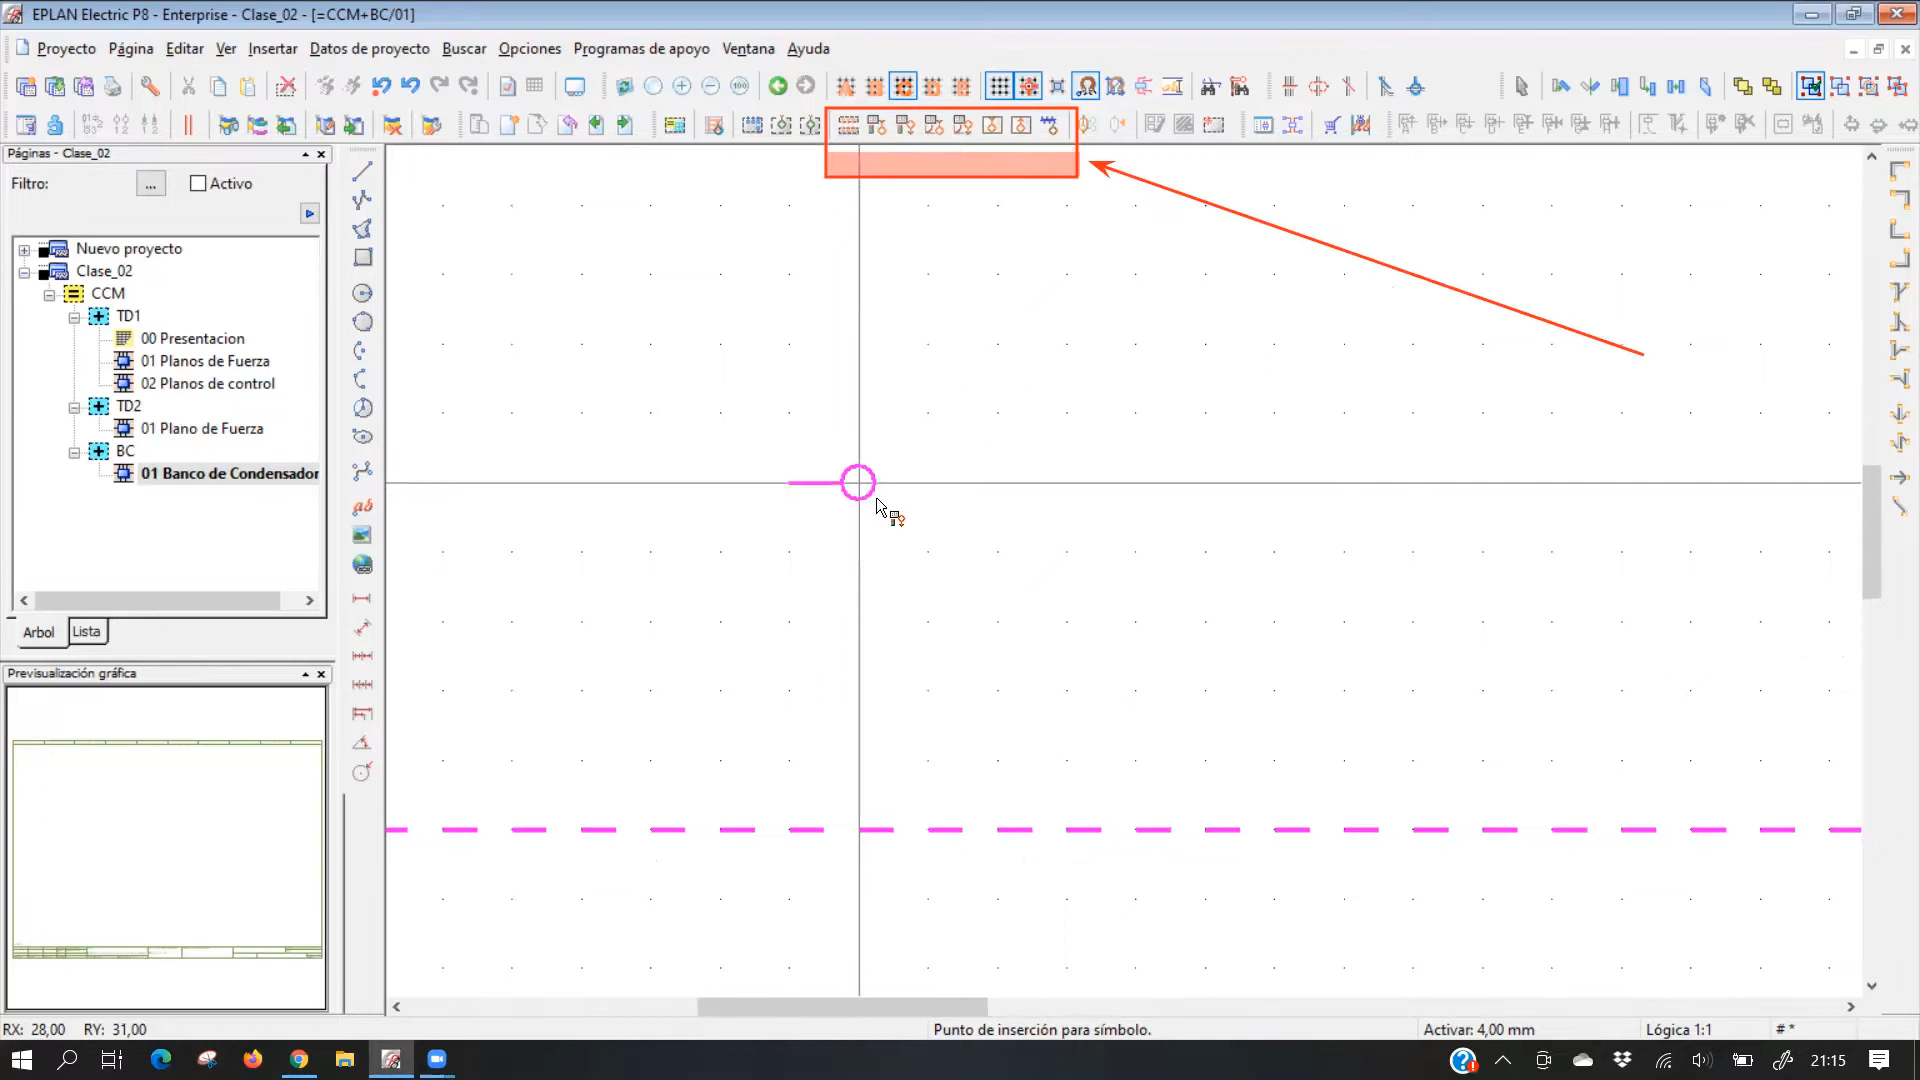 EPLAN Electric P8 - Enterprise - Clase_02 - [=CCM+BC/01]
Proyecto Página Editar Ver Insertar Datos de proyecto Buscar Opciones Programas de apoyo Ventana Ayuda
100
Páginas - Clase_02
Filtro:
...
Activo
Nuevo proyecto
Clase_02
CCM
TD1
00 Presentacion
01 Planos de Fuerza
02 Planos de control
TD2
01 Plano de Fuerza
BC
01 Banco de Condensador
Arbol
Lista
Previsualización gráfica
ab
RX: 28,00 RY: 31,00
Punto de inserción para símbolo.
Activar: 4,00 mm
Lógica 1:1
# *
21:15